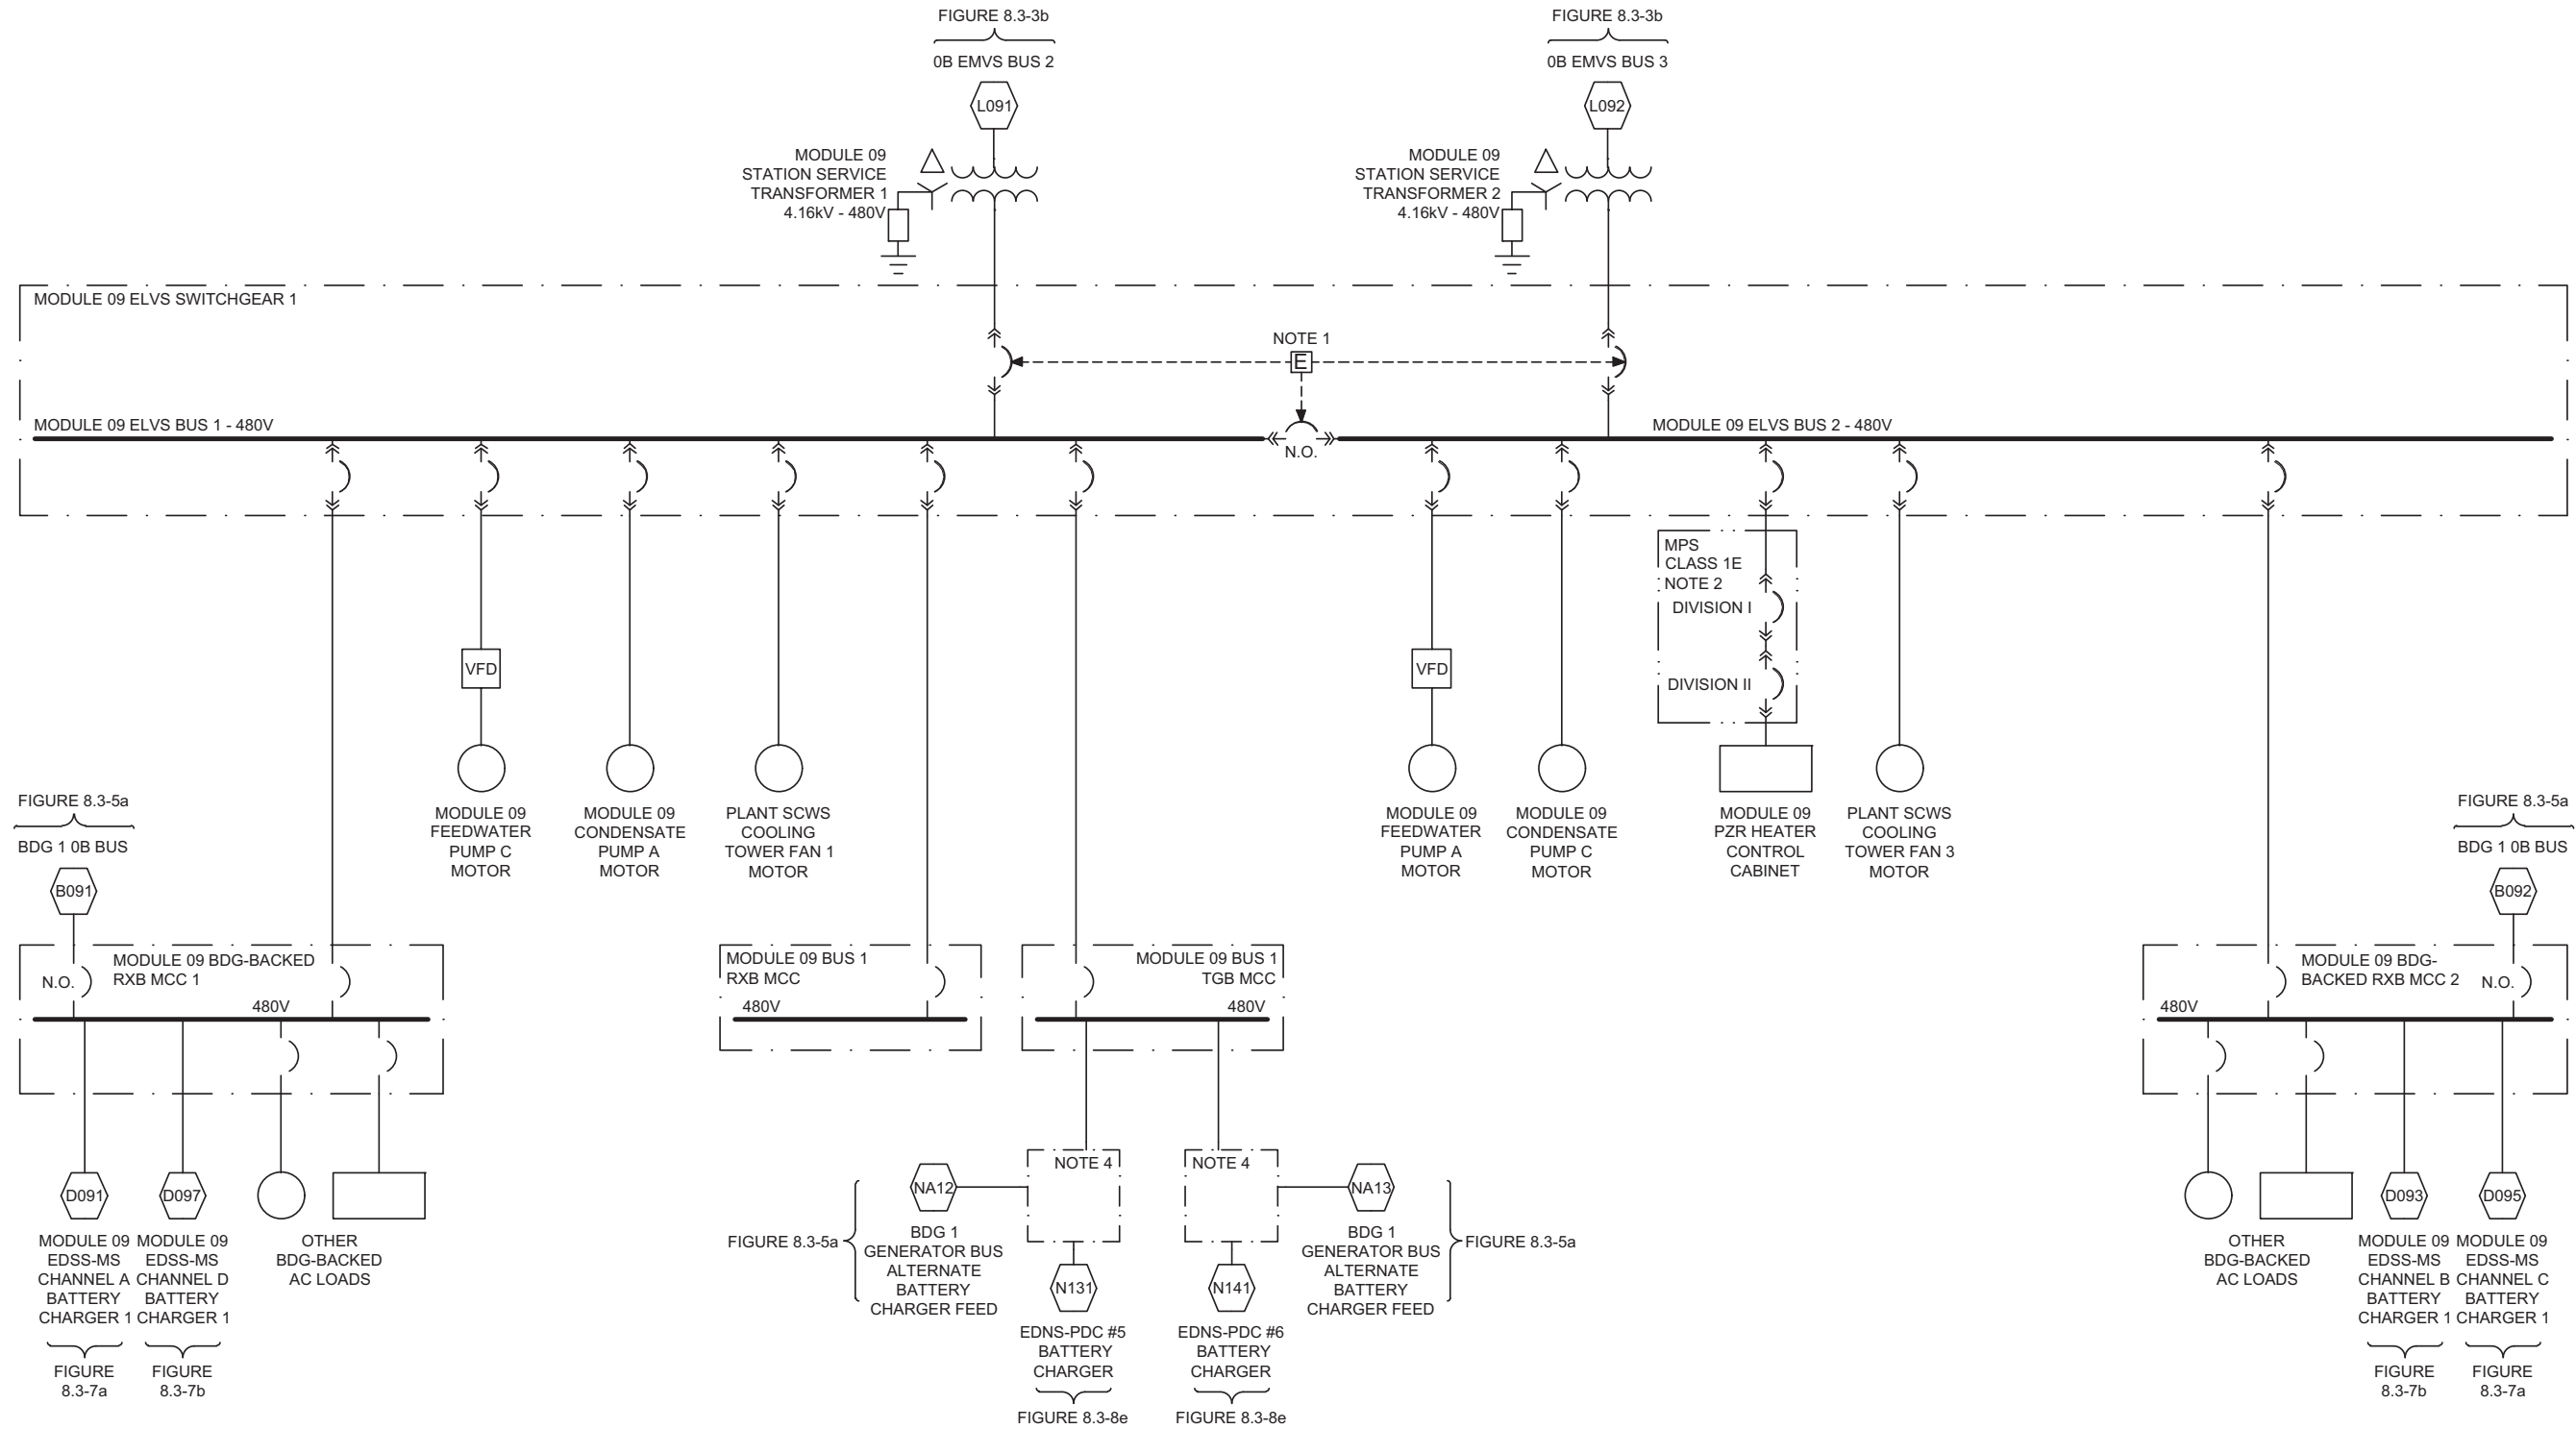 FIGURE 8.3-3b
0B EMVS BUS 2
L091
MODULE 09
STATION SERVICE
TRANSFORMER 1
4.16kV - 480V
FIGURE 8.3-3b
0B EMVS BUS 3
L092
MODULE 09
STATION SERVICE
TRANSFORMER 2
4.16kV - 480V
MODULE 09 ELVS SWITCHGEAR 1
NOTE 1
E
MODULE 09 ELVS BUS 1 - 480V
N.O.
MODULE 09 ELVS BUS 2 - 480V
VFD
MODULE 09
FEEDWATER
PUMP C
MOTOR
MODULE 09
CONDENSATE
PUMP A
MOTOR
PLANT SCWS
COOLING
TOWER FAN 1
MOTOR
VFD
MODULE 09
FEEDWATER
PUMP A
MOTOR
MODULE 09
CONDENSATE
PUMP C
MOTOR
MPS
CLASS 1E
NOTE 2
DIVISION I
DIVISION II
MODULE 09
PZR HEATER
CONTROL
CABINET
PLANT SCWS
COOLING
TOWER FAN 3
MOTOR
FIGURE 8.3-5a
BDG 1 0B BUS
B091
N.O.
MODULE 09 BDG-BACKED
RXB MCC 1
480V
D091
MODULE 09
EDSS-MS
CHANNEL A
BATTERY
CHARGER 1
FIGURE
8.3-7a
D097
MODULE 09
EDSS-MS
CHANNEL D
BATTERY
CHARGER 1
FIGURE
8.3-7b
OTHER
BDG-BACKED
AC LOADS
MODULE 09 BUS 1
RXB MCC
480V
MODULE 09 BUS 1
TGB MCC
480V
FIGURE 8.3-5a
NA12
BDG 1
GENERATOR BUS
ALTERNATE
BATTERY
CHARGER FEED
NOTE 4
N131
EDNS-PDC #5
BATTERY
CHARGER
FIGURE 8.3-8e
NOTE 4
N141
EDNS-PDC #6
BATTERY
CHARGER
FIGURE 8.3-8e
NA13
BDG 1
GENERATOR BUS
ALTERNATE
BATTERY
CHARGER FEED
FIGURE 8.3-5a
FIGURE 8.3-5a
BDG 1 0B BUS
B092
MODULE 09 BDG-
BACKED RXB MCC 2
N.O.
480V
OTHER
BDG-BACKED
AC LOADS
D093
MODULE 09
EDSS-MS
CHANNEL B
BATTERY
CHARGER 1
FIGURE
8.3-7b
D095
MODULE 09
EDSS-MS
CHANNEL C
BATTERY
CHARGER 1
FIGURE
8.3-7a